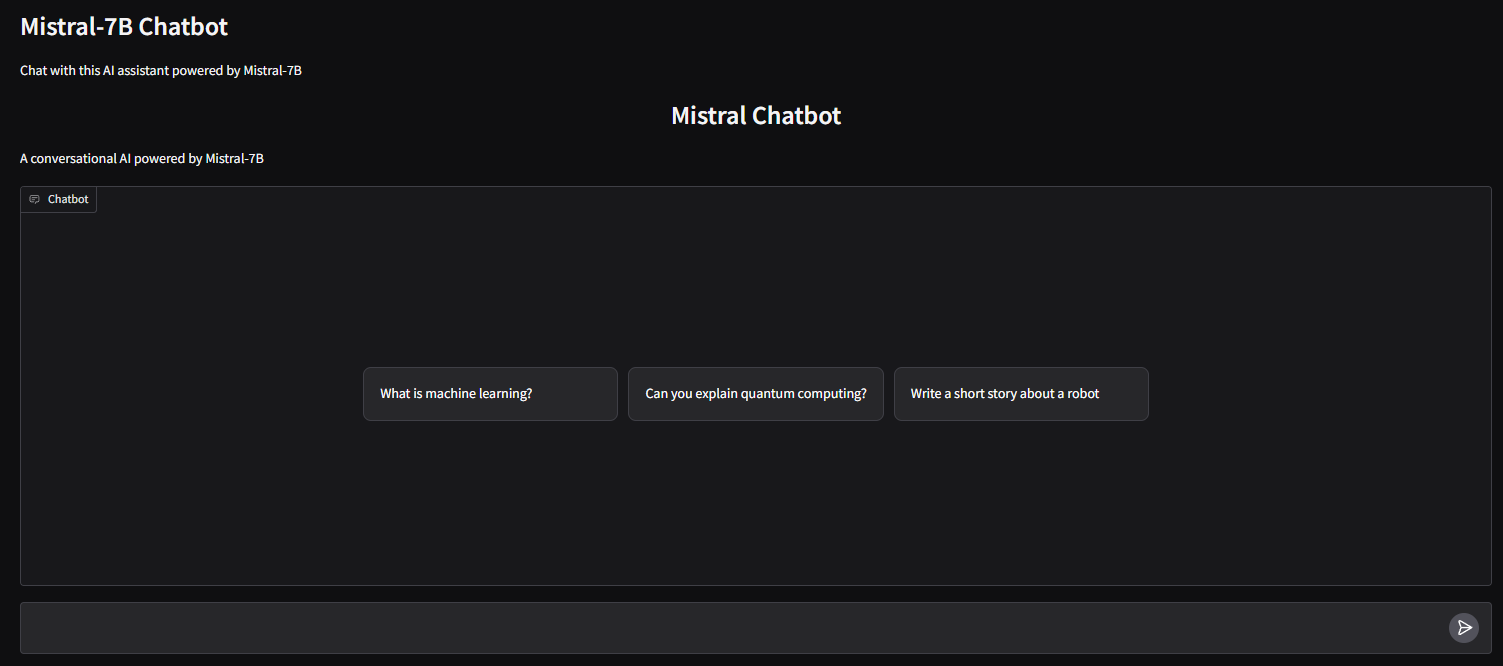 Mistral-7B Chatbot
Chat with this AI assistant powered by Mistral-7B
Mistral Chatbot
A conversational AI powered by Mistral-7B
Chatbot
What is machine learning?
Can you explain quantum computing?
Write a short story about a robot